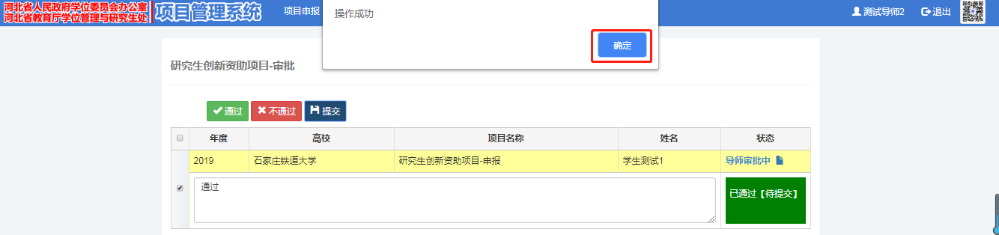 河北省人民政府学位委员会办公室
河北省教育厅学位管理与研究生处
项目管理系统
项目申报
测试导师2
退出
操作成功
确定
研究生创新资助项目-审批
通过 不通过 提交
年度 高校 项目名称 姓名 状态
2019 石家庄铁道大学 研究生创新资助项目-申报 学生测试1 导师审批中
通过
已通过【待提交】